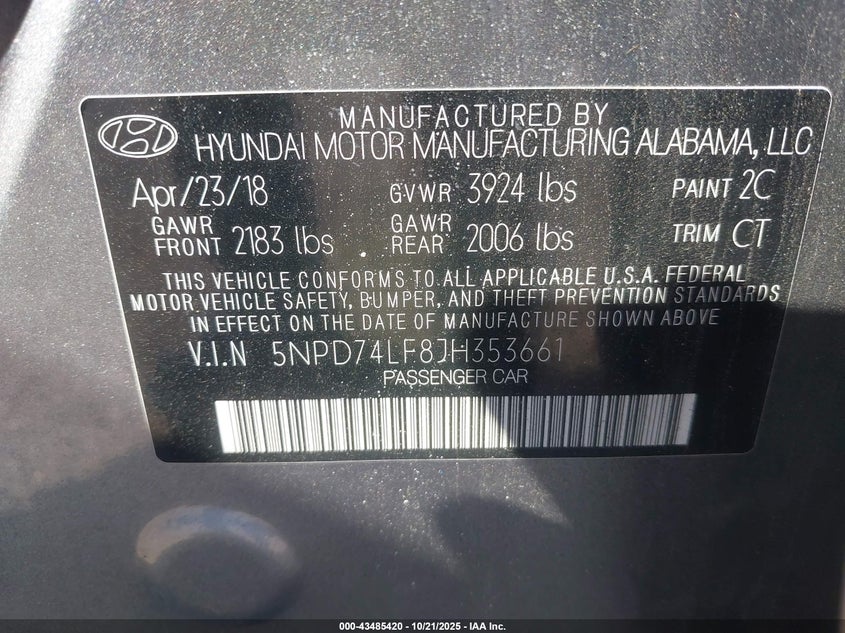 MANUFACTURED BY
HYUNDAI MOTOR MANUFACTURING ALABAMA, LLC
Apr/23/18 GVWR 3924 lbs PAINT 2C
GAWR FRONT 2183 lbs GAWR REAR 2006 lbs TRIM CT
THIS VEHICLE CONFORMS TO ALL APPLICABLE U.S.A. FEDERAL
MOTOR VEHICLE SAFETY, BUMPER, AND THEFT PREVENTION STANDARDS
IN EFFECT ON THE DATE OF MANUFACTURING SHOWN ABOVE
V.I.N 5NPD74LF8JH353661
PASSENGER CAR
000-43485420 - 10/21/2025 - IAA Inc.